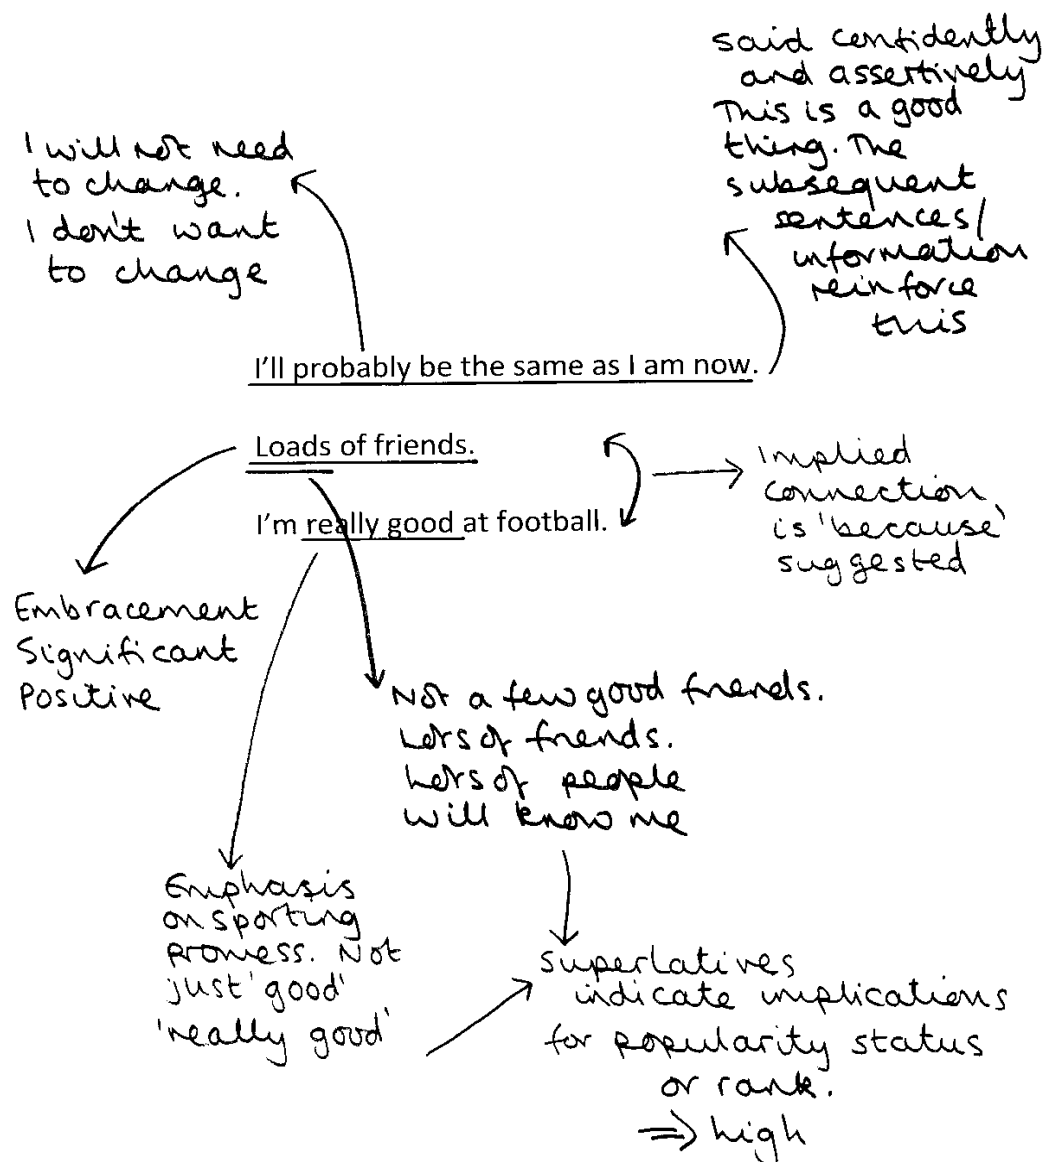 said confidently
and assertively
This is a good
thing. The
subsequent
sentences/
information
reinforce
this
I will not need
to change.
I don't want
to change
I'll probably be the same as I am now.
Loads of friends.
I'm really good at football.
Implied
connection
is 'because'
suggested
Embracement
Significant
Positive
Not a few good friends.
Lots of friends.
Lots of people
will know me
Emphasis
on sporting
prowess. Not
just 'good'
'really good'
Superlatives
indicate implications
for popularity status
or rank.
⇒ high